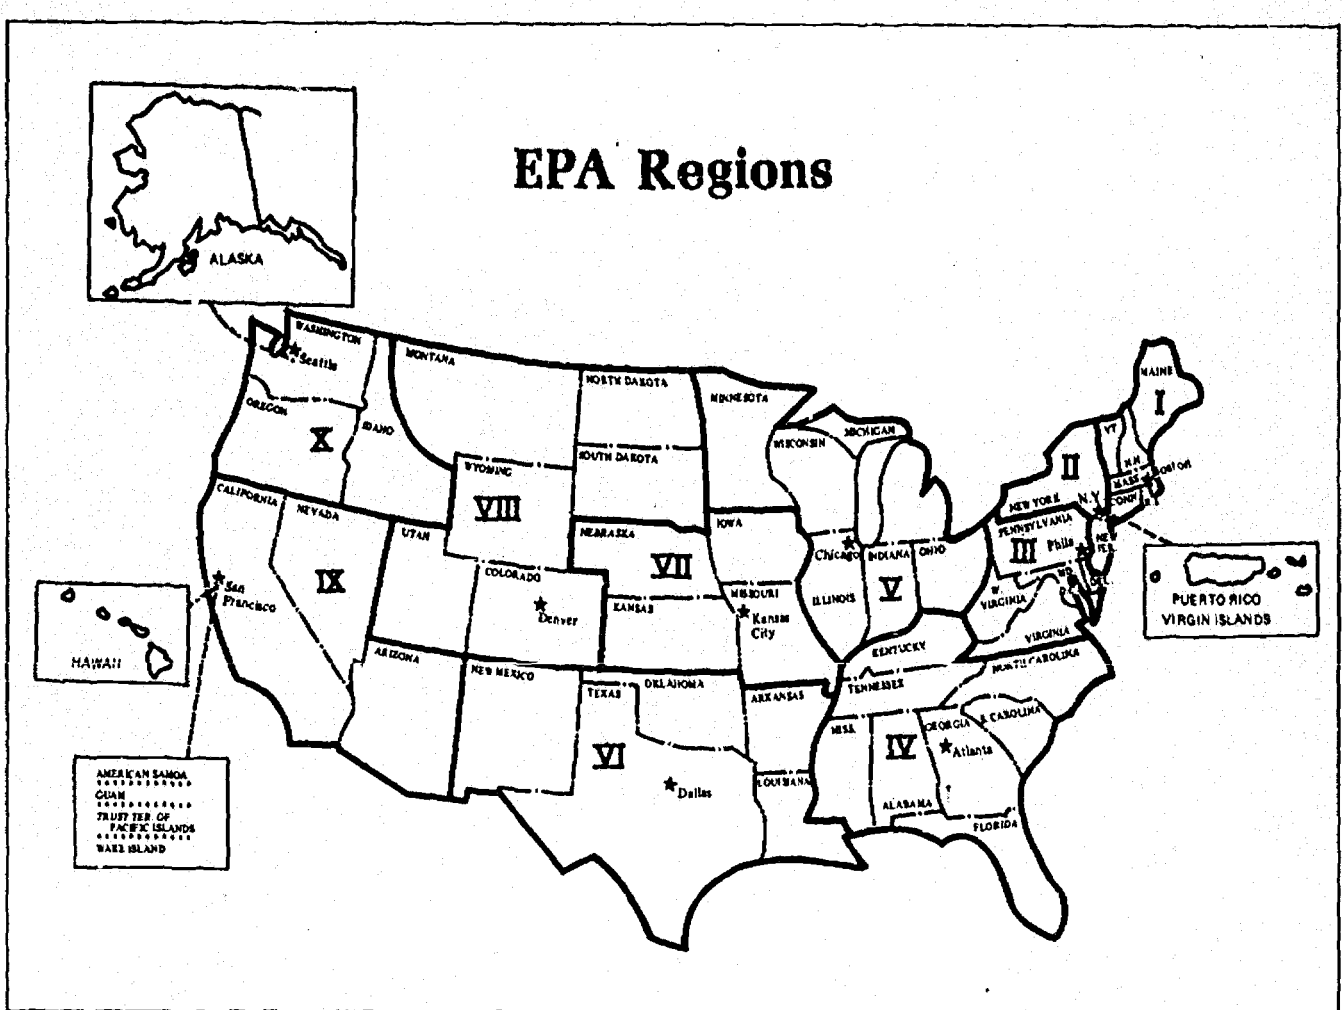 EPA Regions
ALASKA
WASHINGTON
Seattle
MONTANA
NORTH DAKOTA
MINNESOTA
MAINE
I
OREGON
IDAHO
X
WISCONSIN
MICHIGAN
VT
N.H.
Boston
MASS
CONN
R.I.
II
NEW YORK
N.Y.
SOUTH DAKOTA
WYOMING
VIII
CALIFORNIA
NEVADA
UTAH
NEBRASKA
IOWA
VII
Chicago
INDIANA
OHIO
V
ILLINOIS
PENNSYLVANIA
III
Phila
NEW
JER.
MD.
DEL.
D.C.
W.
VIRGINIA
VIRGINIA
IX
San
Francisco
COLORADO
Denver
KANSAS
MISSOURI
Kansas
City
KENTUCKY
PUERTO RICO
VIRGIN ISLANDS
HAWAII
ARIZONA
NEW MEXICO
TEXAS
OKLAHOMA
ARKANSAS
TENNESSEE
NORTH CAROLINA
S. CAROLINA
MISS.
IV
GEORGIA
Atlanta
VI
Dallas
LOUISIANA
ALABAMA
FLORIDA
AMERICAN SAMOA
GUAM
TRUST TER. OF
PACIFIC ISLANDS
WAKE ISLAND